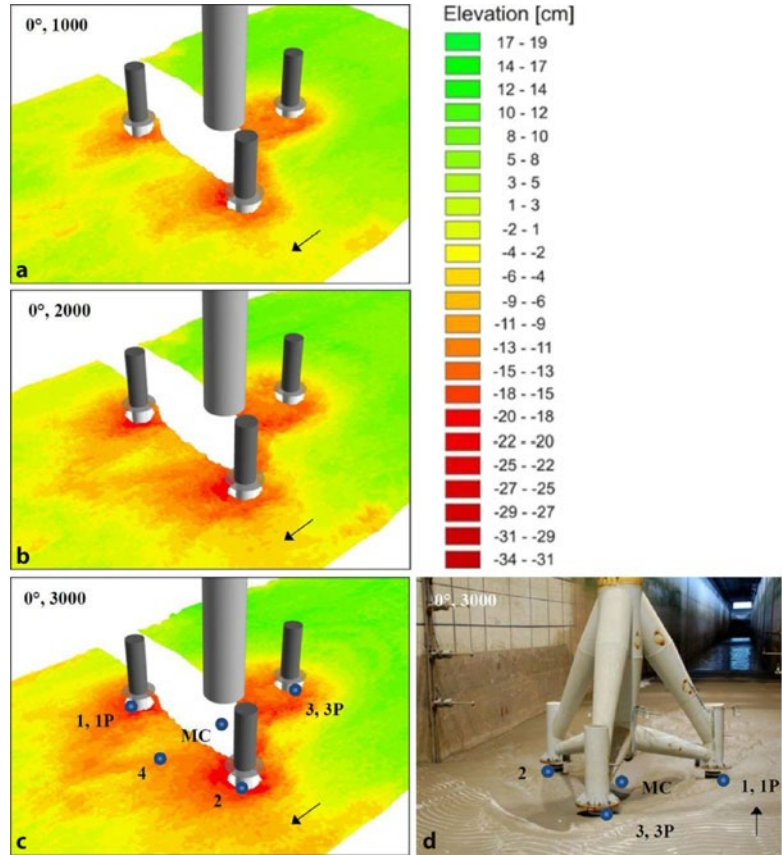 0°, 1000
a
0°, 2000
b
0°, 3000
1, 1P
3, 3P
MC
4
2
c
Elevation [cm]
17 - 19
14 - 17
12 - 14
10 - 12
8 - 10
5 - 8
3 - 5
1 - 3
-2 - 1
-4 - -2
-6 - -4
-9 - -6
-11 - -9
-13 - -11
-15 - -13
-18 - -15
-20 - -18
-22 - -20
-25 - -22
-27 - -25
-29 - -27
-31 - -29
-34 - -31
0°, 3000
2
MC
1, 1P
3, 3P
d